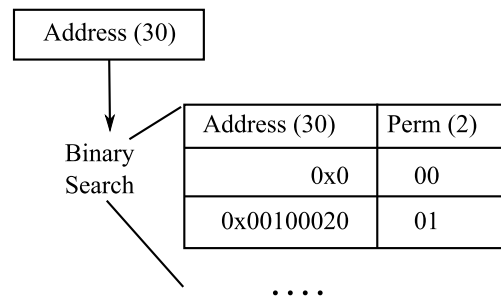 Address (30)
Binary
Search
Address (30) Perm (2)
0x0 00
0x00100020 01
. . . .